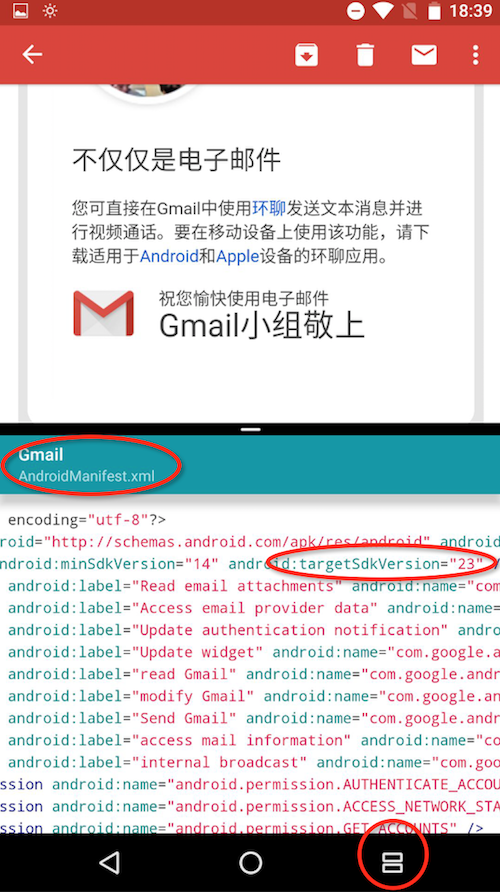 18:39
不仅仅是电子邮件
您可直接在Gmail中使用环聊发送文本消息并进
行视频通话。要在移动设备上使用该功能，请下
载适用于Android和Apple设备的环聊应用。
祝您愉快使用电子邮件
Gmail小组敬上
Gmail
AndroidManifest.xml
encoding="utf-8"?>
roid="http://schemas.android.com/apk/res/android" android
android:minSdkVersion="14" android:targetSdkVersion="23" /
android:label="Read email attachments" android:name="com
android:label="Access email provider data" android:name=
android:label="Update authentication notification" andro
android:label="Update widget" android:name="com.google.a
android:label="read Gmail" android:name="com.google.andr
android:label="modify Gmail" android:name="com.google.an
android:label="Send Gmail" android:name="com.google.andr
android:label="access mail information" android:name="co
android:label="internal broadcast" android:name="com.goo
ssion android:name="android.permission.AUTHENTICATE_ACCOU
ssion android:name="android.permission.ACCESS_NETWORK_STA
ssion android:name="android.permission.GET_ACCOUNTS" />